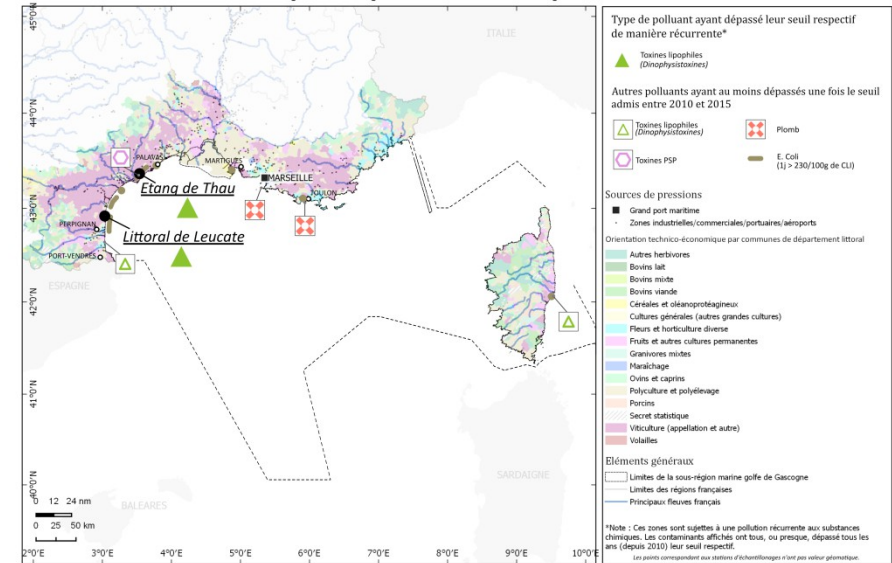 45°0'N
44°0'N
43°0'N
42°0'N
41°0'N
40°0'N
ITALIE
PALAVAS
MARTIGUES
MARSEILLE
Etang de Thau
TOULON
PERPIGNAN
Littoral de Leucate
PORT-VENDRES
ESPAGNE
SARDAIGNE
BALEARES
0 12 24 nm
0 25 50 km
2°0'E 3°0'E 4°0'E 5°0'E 6°0'E 7°0'E 8°0'E 9°0'E 100°0'E
Type de polluant ayant dépassé leur seuil respectif
de manière récurrente*
Toxines lipophiles
(Dinophysistoxines)
Autres polluants ayant au moins dépassés une fois le seuil
admis entre 2010 et 2015
Toxines lipophiles
(Dinophysistoxines)
Plomb
Toxines PSP
E. Coli
(1j > 230/100g de CLI)
Sources de pressions
Grand port maritime
Zones industrielles/commerciales/portuaires/aéroports
Orientation technico-économique par communes de département littoral
Autres herbivores
Bovins lait
Bovins mixte
Bovins viande
Céréales et oléanoprotéagineux
Cultures générales (autres grandes cultures)
Fleurs et horticulture diverse
Fruits et autres cultures permanentes
Granivores mixtes
Maraîchage
Ovins et caprins
Polyculture et polyélevage
Porcins
Secret statistique
Viticulture (appellation et autre)
Volailles
Eléments généraux
Limites de la sous-région marine golfe de Gascogne
Limites des régions françaises
Principaux fleuves français
*Note : Ces zones sont sujettes à une pollution récurrente aux substances
chimiques. Les contaminants affichés ont tous, ou presque, dépassé tous les
ans (depuis 2010) leur seuil respectif.
Les points correspondant aux stations d'échantillonages n'ont pas valeur géomatique.